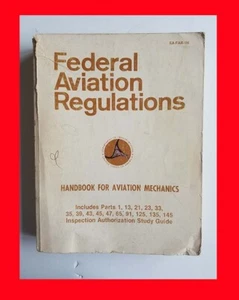 Federal
Aviation
Regulations
HANDBOOK FOR AVIATION MECHANICS
Includes Parts 1, 13, 21, 23, 33,
35, 39, 43, 45, 47, 65, 91, 125, 135, 145
Inspection Authorization Study Guide